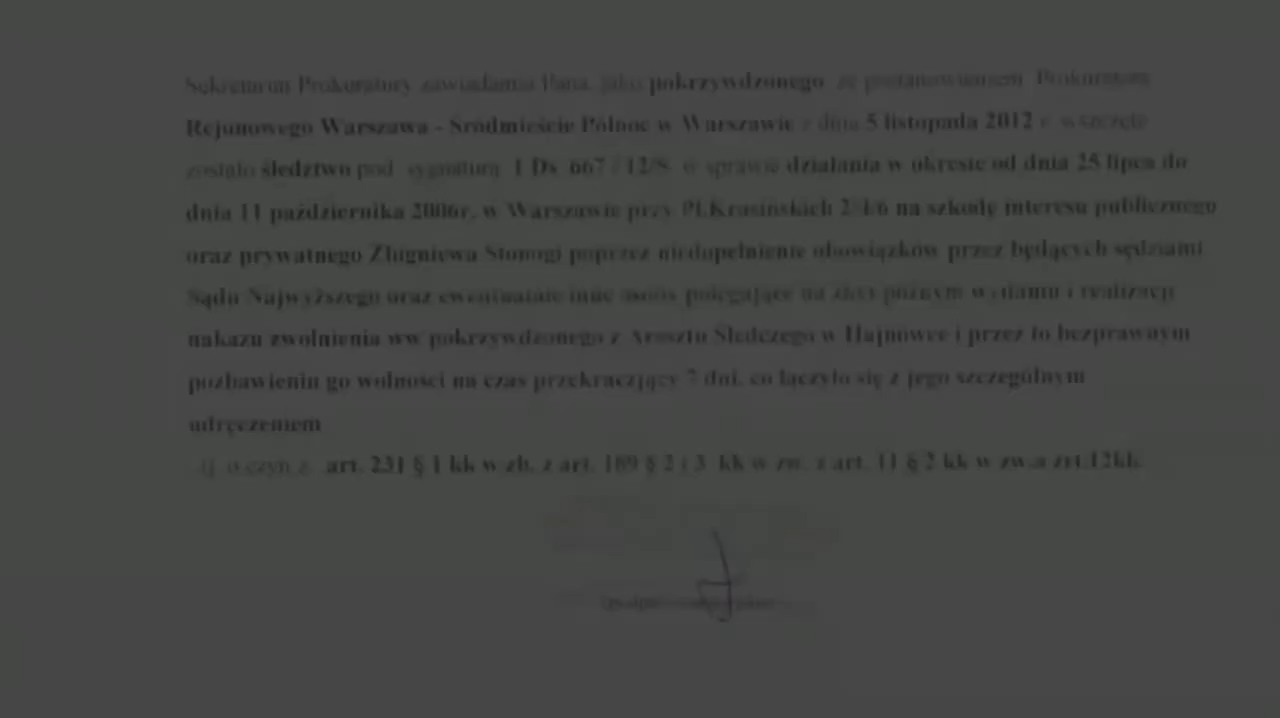 Sekretariat Prokuratury zawiadamia Pana, jako pokrzywdzonego, że postanowieniem Prokuratora
Rejonowego Warszawa - Śródmieście Północ w Warszawie z dnia 5 listopada 2012 r. wszczęte
zostało śledztwo pod sygnaturą 1 Ds 667 / 12/S w sprawie działania w okresie od dnia 25 lipca do
dnia 11 października 2006r. w Warszawie przy Pl.Krasińskich 2/4/6 na szkodę interesu publicznego
oraz prywatnego Zbigniewa Stonogi poprzez niedopełnienie obowiązków przez będących sędziami
Sądu Najwyższego oraz ewentualnie inne osoby polegające na zbyt późnym wydaniu i realizacji
nakazu zwolnienia ww pokrzywdzonego z Aresztu Śledczego w Hajnówce i przez to bezprawnym
pozbawieniu go wolności na czas przekraczjący 7 dni, co łączyło się z jego szczególnym
udręczeniem
tj. o czyn z art. 231 § 1 kk w zb. z art. 189 § 2 i 3 kk w zw. z art. 11 § 2 kk w zw.a zrt.12kk